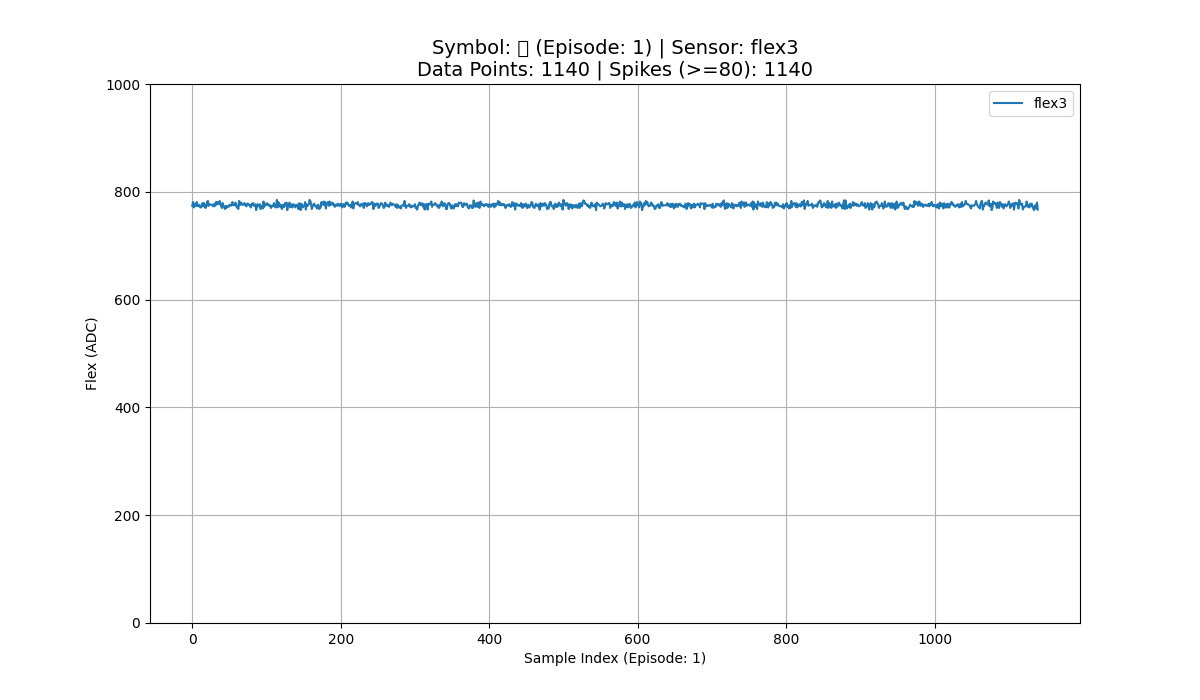 Symbol: (Episode: 1) | Sensor: flex3
Data Points: 1140 | Spikes (>=80): 1140
flex3
1000
800
600
400
200
0
Flex (ADC)
0 200 400 600 800 1000
Sample Index (Episode: 1)